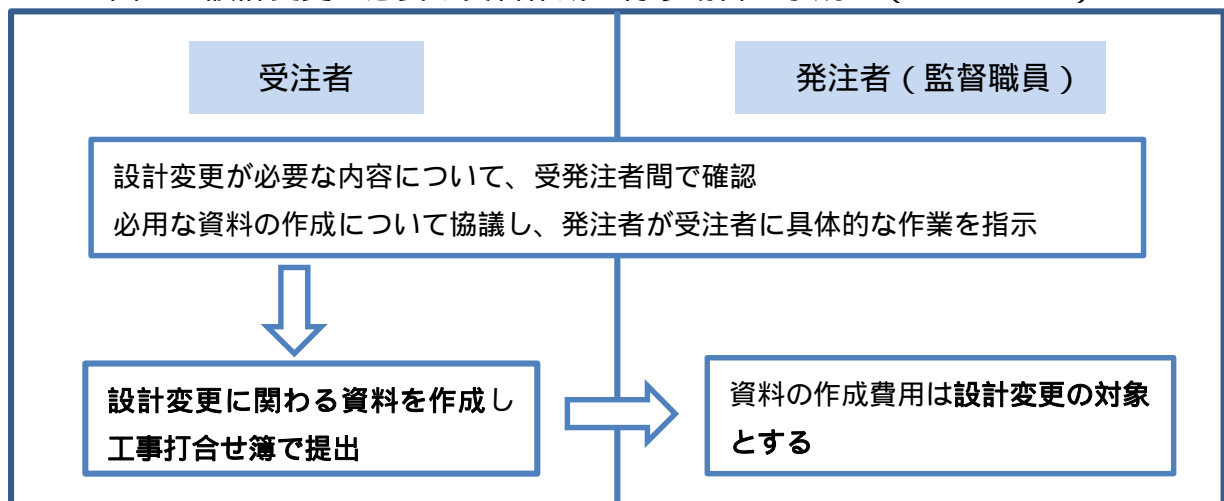 受注者
発注者(監督職員)
設計変更が必要な内容について、受発注者間で確認
必用な資料の作成について協議し、発注者が受注者に具体的な作業を指示
設計変更に関わる資料を作成し
工事打合せ簿で提出
資料の作成費用は設計変更の対象
とする